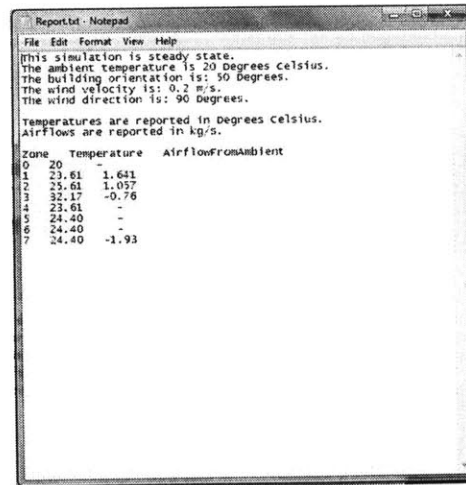 Report.txt - Notepad
File Edit Format View Help
This simulation is steady state.
The ambient temperature is 20 Degrees Celsius.
The building orientation is: 50 Degrees.
The wind velocity is: 0.2 m/s.
The wind direction is: 90 Degrees.
Temperatures are reported in Degrees Celsius.
Airflows are reported in kg/s.
Zone Temperature AirflowFromAmbient
0 20 -
1 23.61 1.641
2 25.61 1.057
3 32.17 -0.76
4 23.61 -
5 24.40 -
6 24.40 -
7 24.40 -1.93